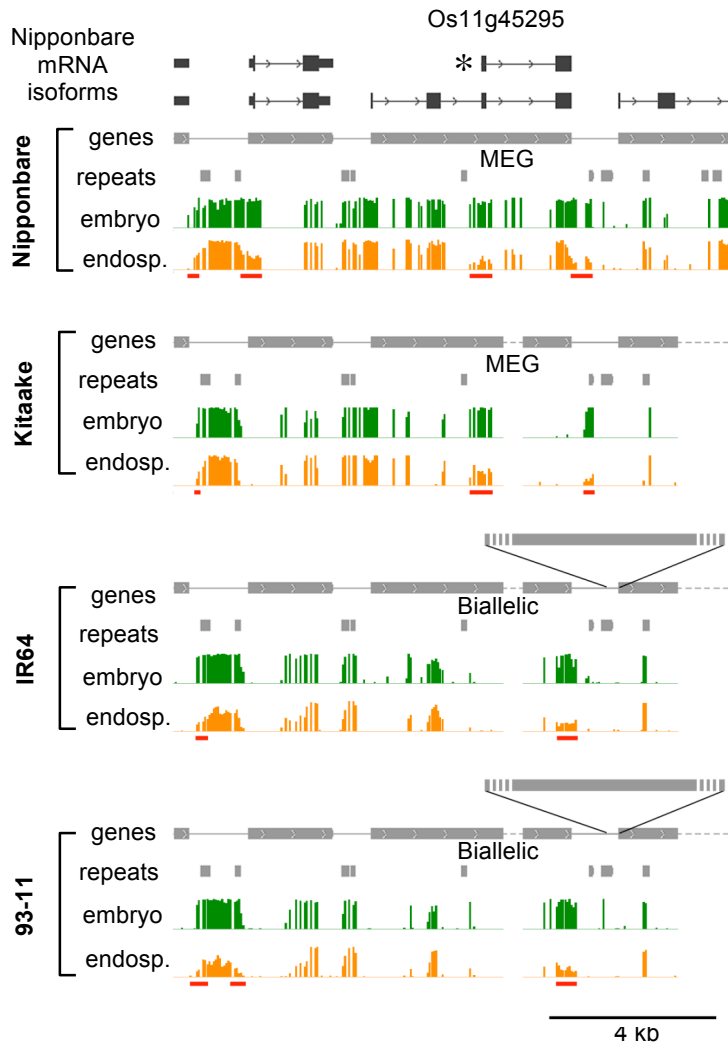 Os11g45295
Nipponbare
mRNA
isoforms
*
Nipponbare
genes
MEG
repeats
embryo
endosp.
Kitaake
genes
MEG
repeats
embryo
endosp.
IR64
genes
Biallelic
repeats
embryo
endosp.
93-11
genes
Biallelic
repeats
embryo
endosp.
4 kb